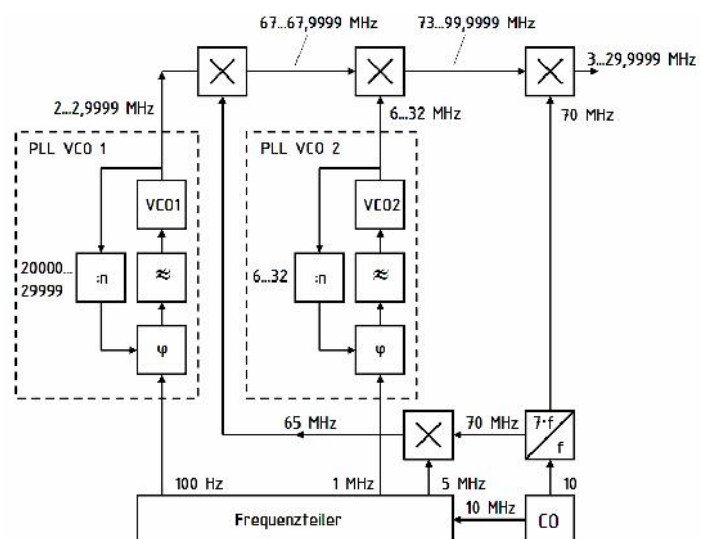 67...67,9999 MHz
73...99,9999 MHz
3...29,9999 MHz
2...2,9999 MHz
6...32 MHz
70 MHz
PLL VCO 1
PLL VCO 2
VCO1
VCO2
20000...
29999
:n
≈
6...32
:n
≈
φ
φ
65 MHz
70 MHz
7·f
f
100 Hz
1 MHz
5 MHz
10
Frequenzteiler
10 MHz
CO